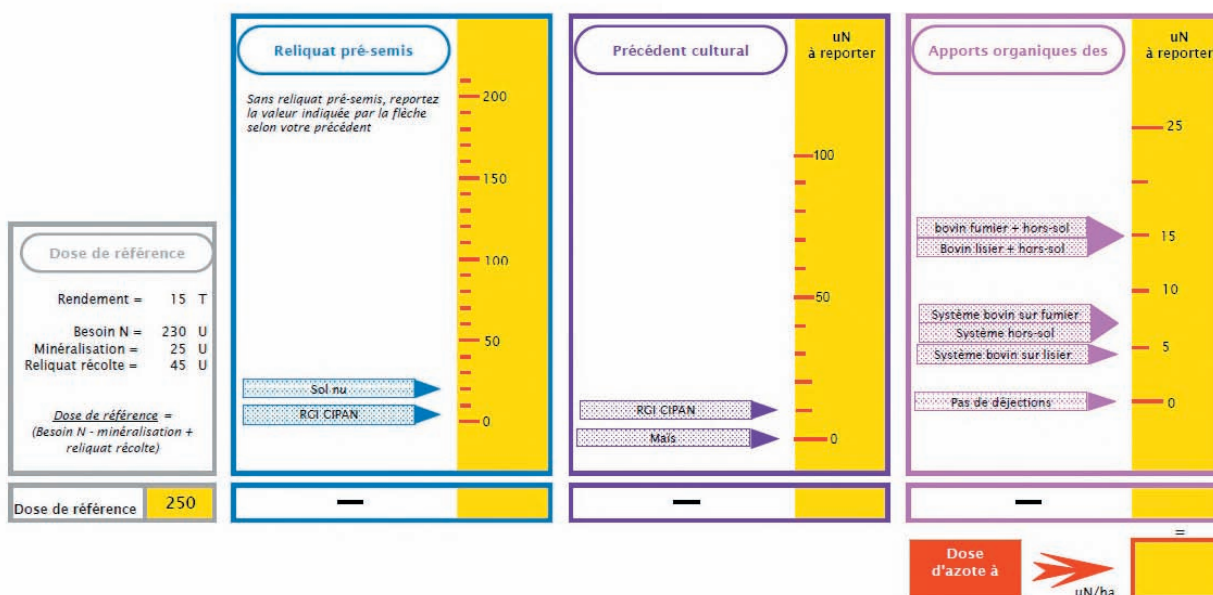 Dose de référence
Rendement = 15 T
Besoin N = 230 U
Minéralisation = 25 U
Reliquat récolte = 45 U
Dose de référence =
(Besoin N - minéralisation +
reliquat récolte)
Dose de référence 250
Reliquat pré-semis
Sans reliquat pré-semis, reportez
la valeur indiquée par la flèche
selon votre précédent
200
150
100
50
0
Sol nu
RGI CIPAN
—
Précédent cultural
uN
à reporter
100
50
0
RGI CIPAN
Maïs
—
Apports organiques des
uN
à reporter
25
15
10
5
0
bovin fumier + hors-sol
Bovin lisier + hors-sol
Système bovin sur fumier
Système hors-sol
Système bovin sur lisier
Pas de déjections
—
=
Dose
d'azote à
uN/ha